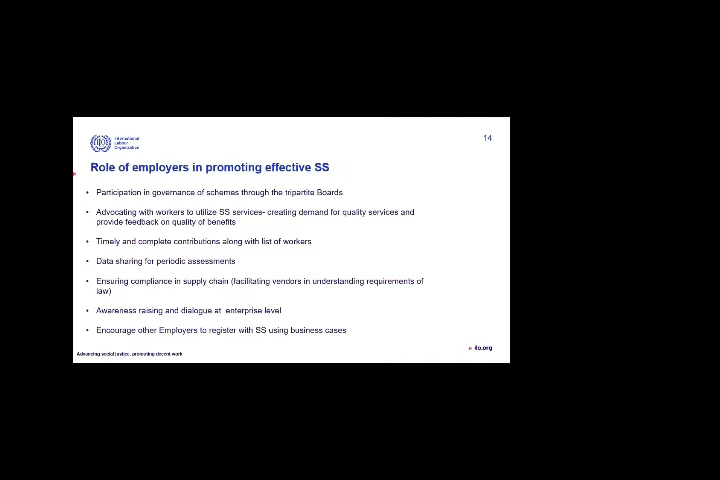 International
Labour
Organization
14
Role of employers in promoting effective SS
• Participation in governance of schemes through the tripartite Boards
• Advocating with workers to utilize SS services- creating demand for quality services and
provide feedback on quality of benefits
• Timely and complete contributions along with list of workers
• Data sharing for periodic assessments
• Ensuring compliance in supply chain (facilitating vendors in understanding requirements of
law)
• Awareness raising and dialogue at enterprise level
• Encourage other Employers to register with SS using business cases
ilo.org
Advancing social justice, promoting decent work